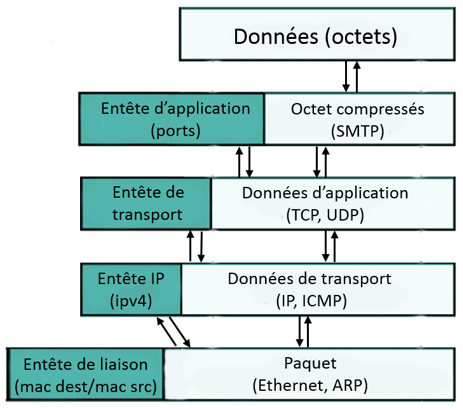 Données (octets)
Entête d’application
(ports)
Octet compressés
(SMTP)
Entête de
transport
Données d’application
(TCP, UDP)
Entête IP
(ipv4)
Données de transport
(IP, ICMP)
Entête de liaison
(mac dest/mac src)
Paquet
(Ethernet, ARP)